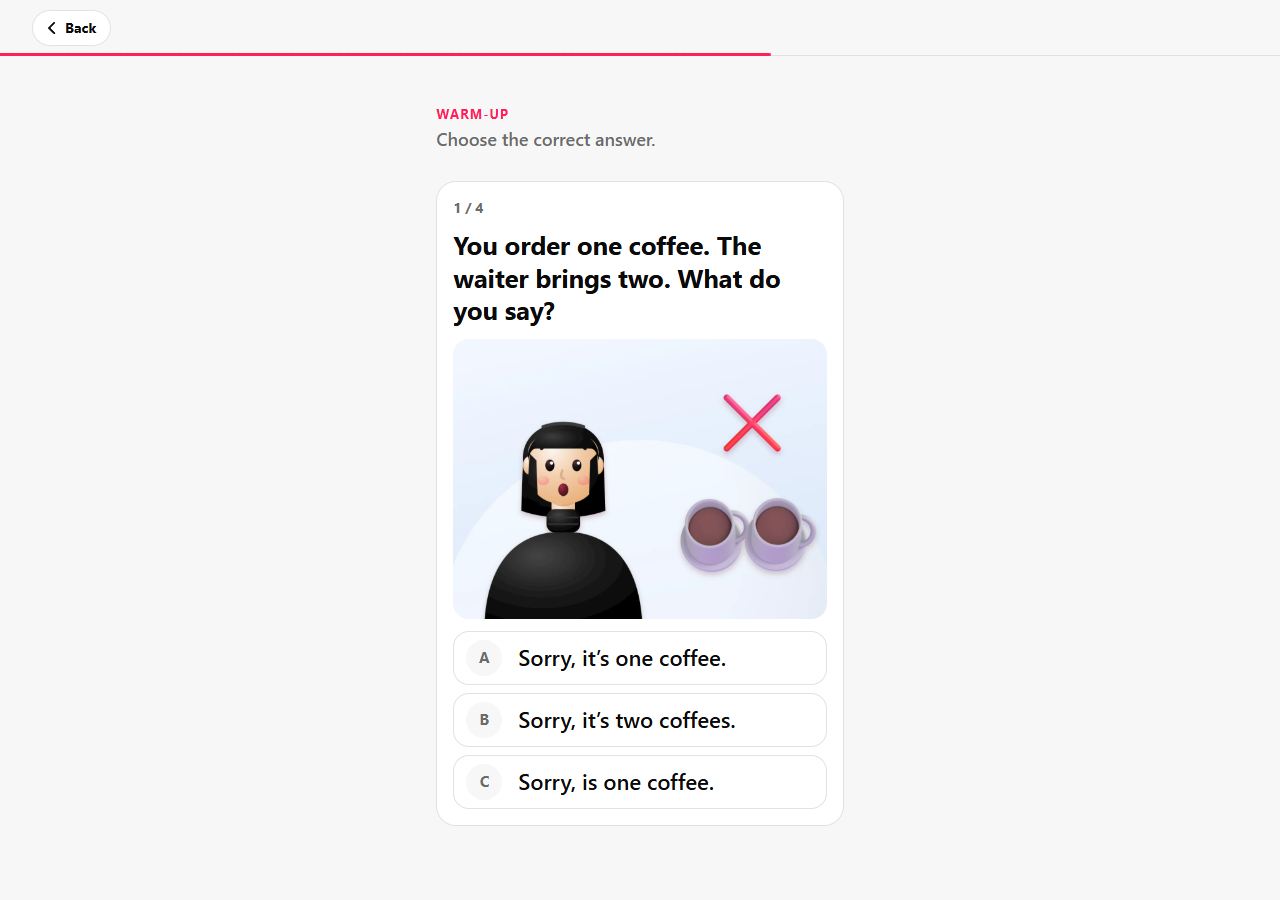 Back
WARM-UP
Choose the correct answer.
1 / 4
You order one coffee. The
waiter brings two. What do
you say?
A Sorry, it’s one coffee.
B Sorry, it’s two coffees.
C Sorry, is one coffee.